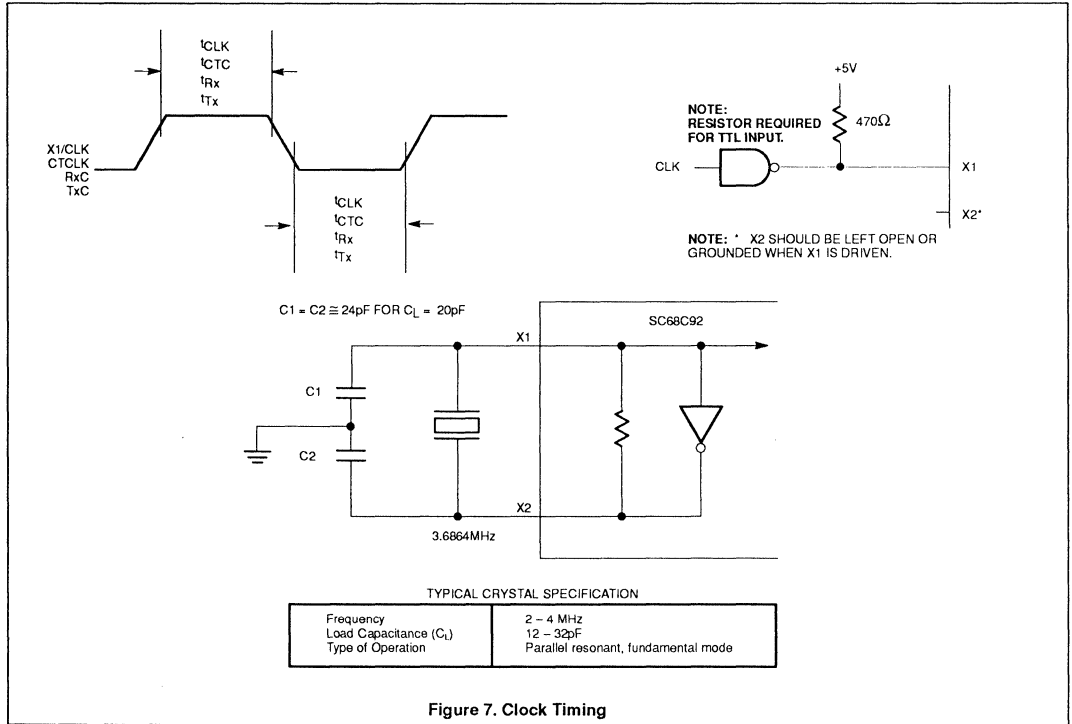 tCLK
tCTC
tRx
tTx
X1/CLK
CTCLK
RxC
TxC
tCLK
tCTC
tRx
tTx
+5V
NOTE:
RESISTOR REQUIRED
FOR TTL INPUT.
470Ω
CLK
X1
X2*
NOTE: * X2 SHOULD BE LEFT OPEN OR
GROUNDED WHEN X1 IS DRIVEN.
C1 = C2 ≅ 24pF FOR CL = 20pF
SC68C92
X1
C1
C2
X2
3.6864MHz
TYPICAL CRYSTAL SPECIFICATION
Frequency 2 – 4 MHz
Load Capacitance (CL) 12 – 32pF
Type of Operation Parallel resonant, fundamental mode
Figure 7. Clock Timing